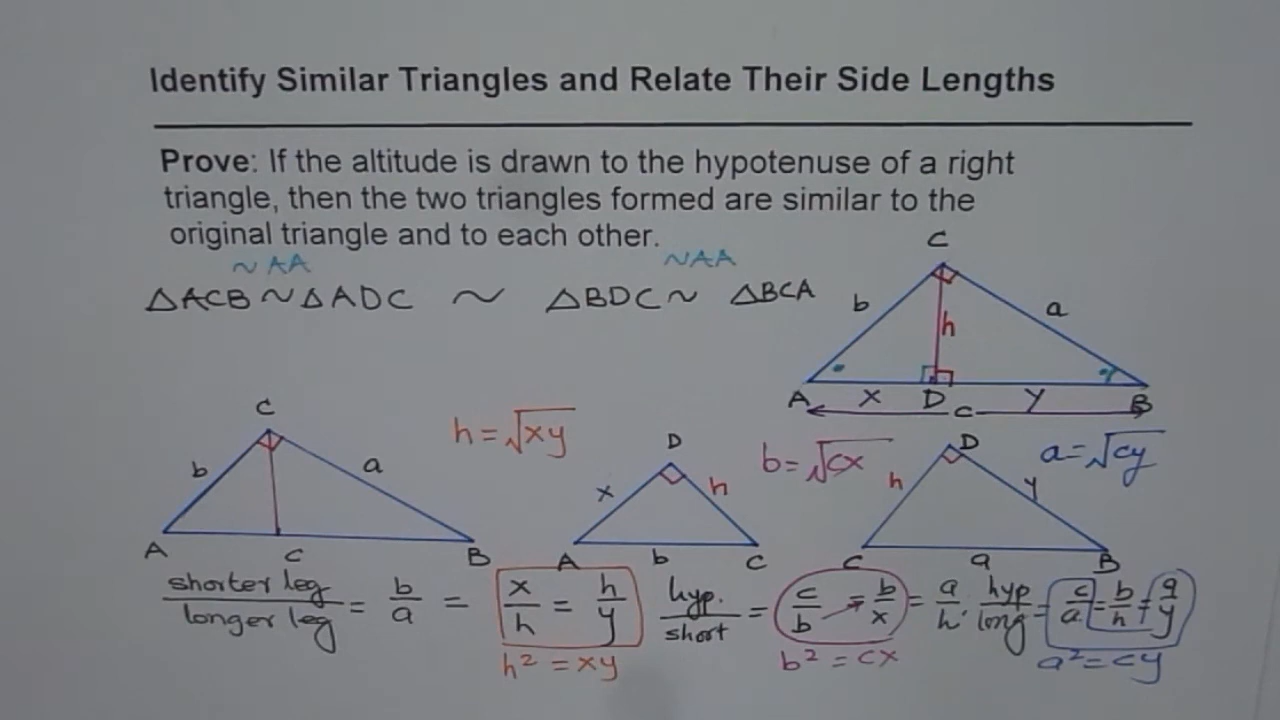 Identify Similar Triangles and Relate Their Side Lengths
Prove: If the altitude is drawn to the hypotenuse of a right
triangle, then the two triangles formed are similar to the
original triangle and to each other.
~AA ~AA
△ACB ~ △ADC ~ △BDC ~ △BCA
C
b a
h
A x D y B
c
C
b a
A c B
h = √xy
D
x h
A b C
b = √cx
D
h y
C a B
a = √cy
shorter leg / longer leg = b/a = x/h = h/y
h² = xy
hyp. / short = c/b = b/x = a/h.
b² = cx
hyp / long = c/a = b/h = a/y
a² = cy